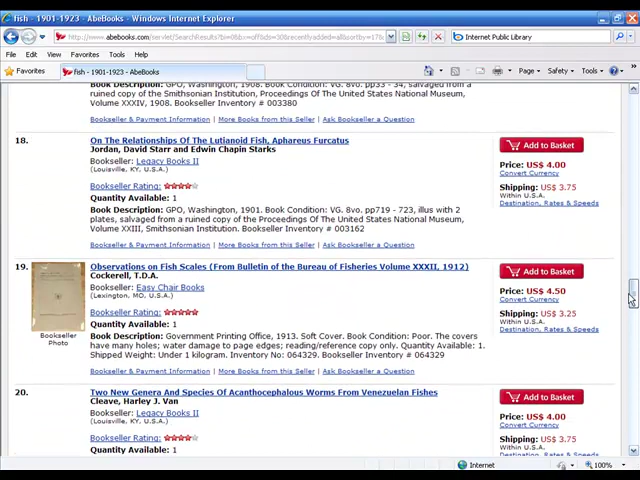 fish - 1901-1923 - AbeBooks - Windows Internet Explorer
Internet Public Library
File Edit View Favorites Tools Help
Favorites fish - 1901-1923 - AbeBooks Page Safety Tools
Book Description: GPO, Washington, 1908. Book Condition: VG. 8vo. pp33 - 34, salvaged from a
ruined copy of the Smithsonian Institution, Proceedings Of The United States National Museum,
Volume XXXIV, 1908. Bookseller Inventory # 003380
Bookseller & Payment Information | More Books from this Seller | Ask Bookseller a Question
18. On The Relationships Of The Lutianoid Fish, Aphareus Furcatus
Jordan, David Starr and Edwin Chapin Starks
Bookseller: Legacy Books II
(Louisville, KY, U.S.A.)
Bookseller Rating:
Quantity Available: 1
Book Description: GPO, Washington, 1901. Book Condition: VG. 8vo. pp719 - 723, illus with 2
plates, salvaged from a ruined copy of the Proceedings Of The United States National Museum,
Volume XXIII, Smithsonian Institution. Bookseller Inventory # 003162
Bookseller & Payment Information | More Books from this Seller | Ask Bookseller a Question
Add to Basket
Price: US$ 4.00
Convert Currency
Shipping: US$ 3.75
Within U.S.A.
Destination, Rates & Speeds
19. Observations on Fish Scales (From Bulletin of the Bureau of Fisheries Volume XXXII, 1912)
Cockerell, T.D.A.
Bookseller: Easy Chair Books
(Lexington, MO, U.S.A.)
Bookseller Rating:
Quantity Available: 1
Bookseller
Photo
Book Description: Government Printing Office, 1913. Soft Cover. Book Condition: Poor. The covers
have many holes; water damage to page edges; reading/reference copy only. Quantity Available: 1.
Shipped Weight: Under 1 kilogram. Inventory No: 064329. Bookseller Inventory # 064329
Bookseller & Payment Information | More Books from this Seller | Ask Bookseller a Question
Add to Basket
Price: US$ 4.50
Convert Currency
Shipping: US$ 3.25
Within U.S.A.
Destination, Rates & Speeds
20. Two New Genera And Species Of Acanthocephalous Worms From Venezuelan Fishes
Cleave, Harley J. Van
Bookseller: Legacy Books II
(Louisville, KY, U.S.A.)
Bookseller Rating:
Quantity Available: 1
Add to Basket
Price: US$ 4.00
Convert Currency
Shipping: US$ 3.75
Within U.S.A.
Destination, Rates & Speeds
Internet 100%